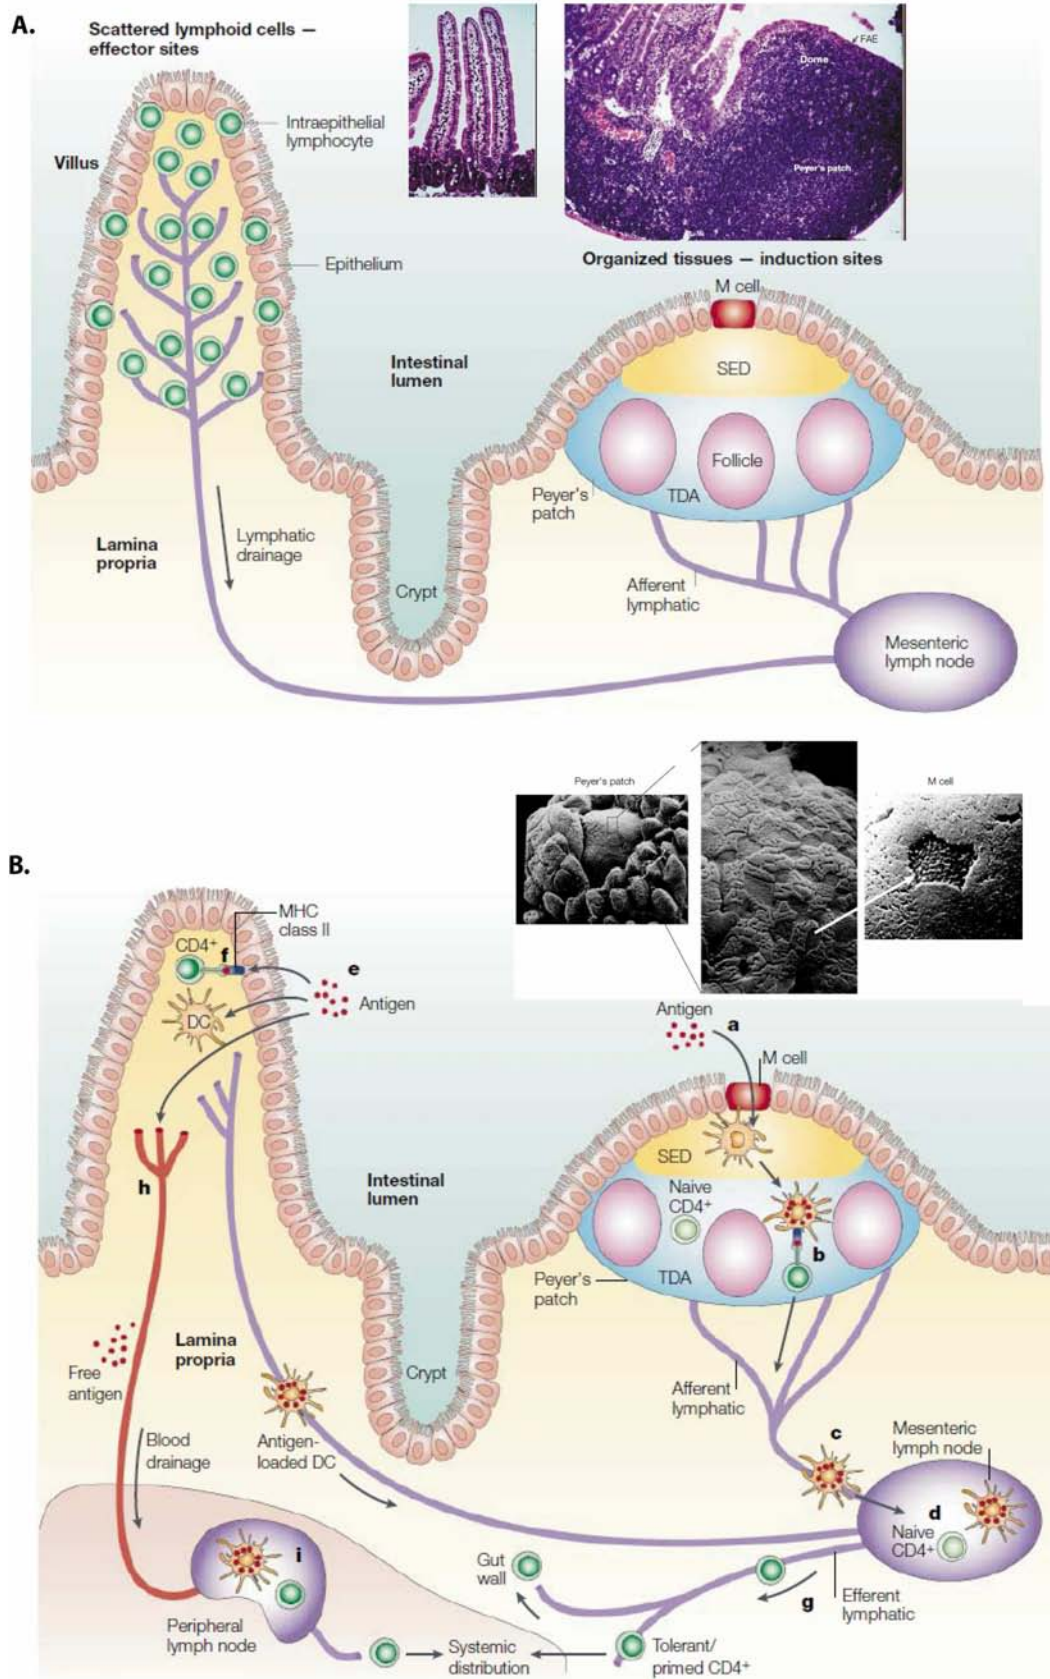 A.
Scattered lymphoid cells —
effector sites
Intraepithelial
lymphocyte
Villus
Epithelium
FAE
Dome
Peyer's patch
Organized tissues — induction sites
M cell
SED
Intestinal
lumen
Follicle
Peyer's
patch
TDA
Lamina
propria
Lymphatic
drainage
Crypt
Afferent
lymphatic
Mesenteric
lymph node
Peyer's patch
M cell
B.
MHC
class II
CD4+
f
e
Antigen
DC
h
Intestinal
lumen
Antigen
a
M cell
SED
Naive
CD4+
b
Peyer's
patch
TDA
Lamina
propria
Free
antigen
Crypt
Afferent
lymphatic
Blood
drainage
Antigen-
loaded DC
c
Mesenteric
lymph node
d
Naive
CD4+
i
Gut
wall
g
Efferent
lymphatic
Peripheral
lymph node
Systemic
distribution
Tolerant/
primed CD4+